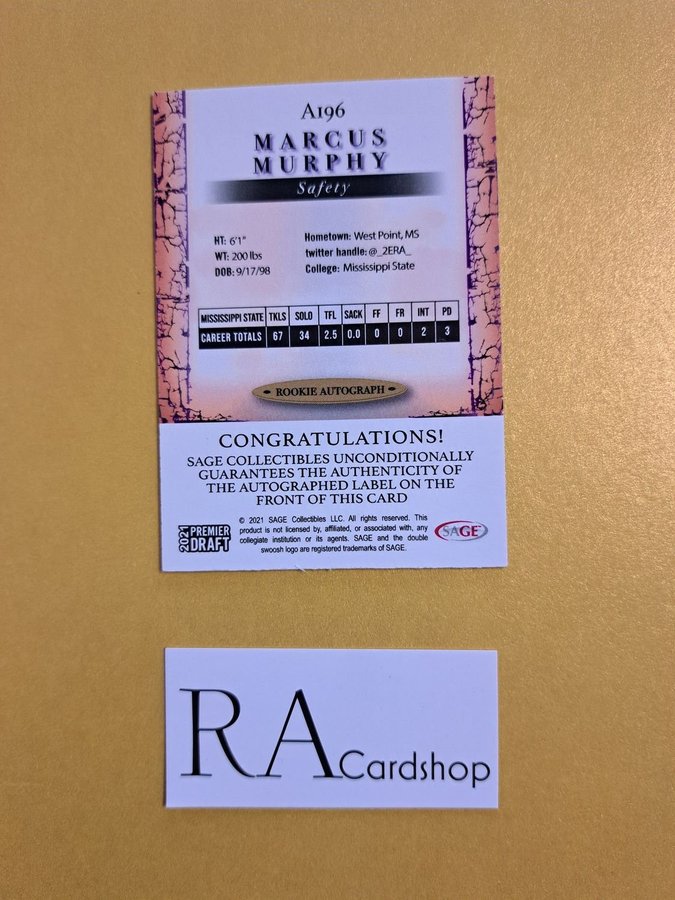 A196
MARCUS
MURPHY
Safety
HT: 6'1"
WT: 200 lbs
DOB: 9/17/98
Hometown: West Point, MS
twitter handle: @_2ERA_
College: Mississippi State
MISSISSIPPI STATE TKLS SOLO TFL SACK FF FR INT PD
CAREER TOTALS 67 34 2.5 0.0 0 0 2 3
ROOKIE AUTOGRAPH
CONGRATULATIONS!
SAGE COLLECTIBLES UNCONDITIONALLY
GUARANTEES THE AUTHENTICITY OF
THE AUTOGRAPHED LABEL ON THE
FRONT OF THIS CARD
2021 PREMIER
DRAFT
© 2021 SAGE Collectibles LLC. All rights reserved. This
product is not licensed by, affiliated, or associated with, any
collegiate institution or its agents. SAGE and the double
swoosh logo are registered trademarks of SAGE.
SAGE
RA Cardshop